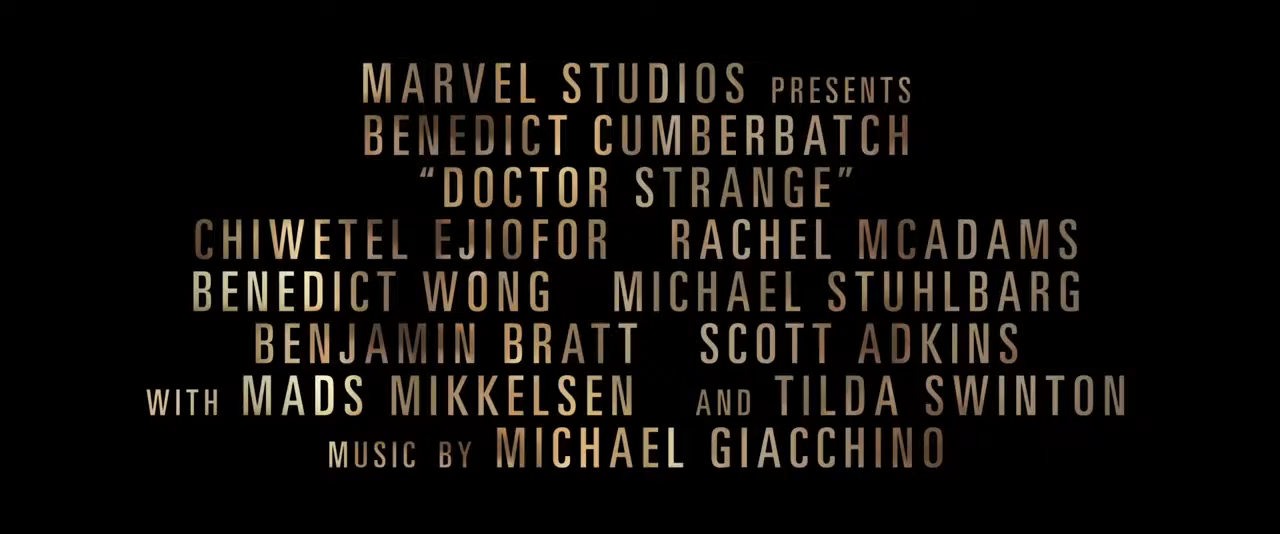 MARVEL STUDIOS PRESENTS
BENEDICT CUMBERBATCH
“DOCTOR STRANGE”
CHIWETEL EJIOFOR RACHEL MCADAMS
BENEDICT WONG MICHAEL STUHLBARG
BENJAMIN BRATT SCOTT ADKINS
WITH MADS MIKKELSEN AND TILDA SWINTON
MUSIC BY MICHAEL GIACCHINO